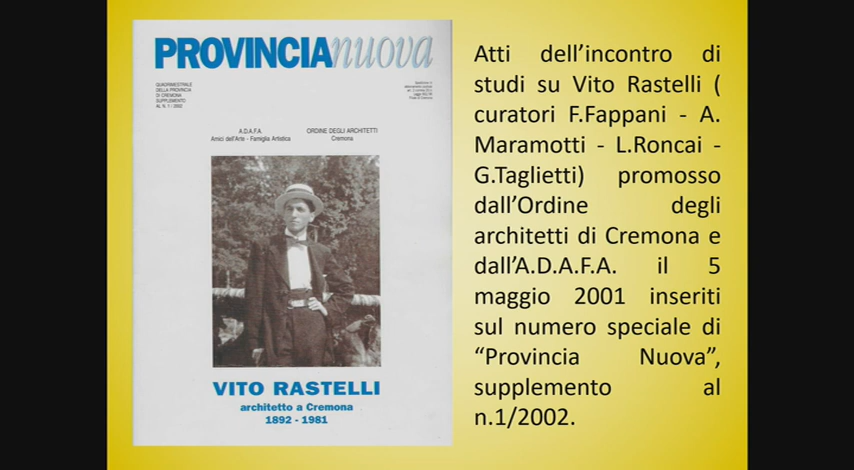 PROVINCIAnuova
QUADRIMESTRALE
DELLA PROVINCIA
DI CREMONA
SUPPLEMENTO
AL N. 1 / 2002
A.D.A.F.A.
Amici dell'Arte - Famiglia Artistica
ORDINE DEGLI ARCHITETTI
Cremona
VITO RASTELLI
architetto a Cremona
1892 - 1981
Atti dell’incontro di
studi su Vito Rastelli (
curatori F.Fappani - A.
Maramotti - L.Roncai -
G.Taglietti) promosso
dall’Ordine degli
architetti di Cremona e
dall’A.D.A.F.A. il 5
maggio 2001 inseriti
sul numero speciale di
“Provincia Nuova”,
supplemento al
n.1/2002.